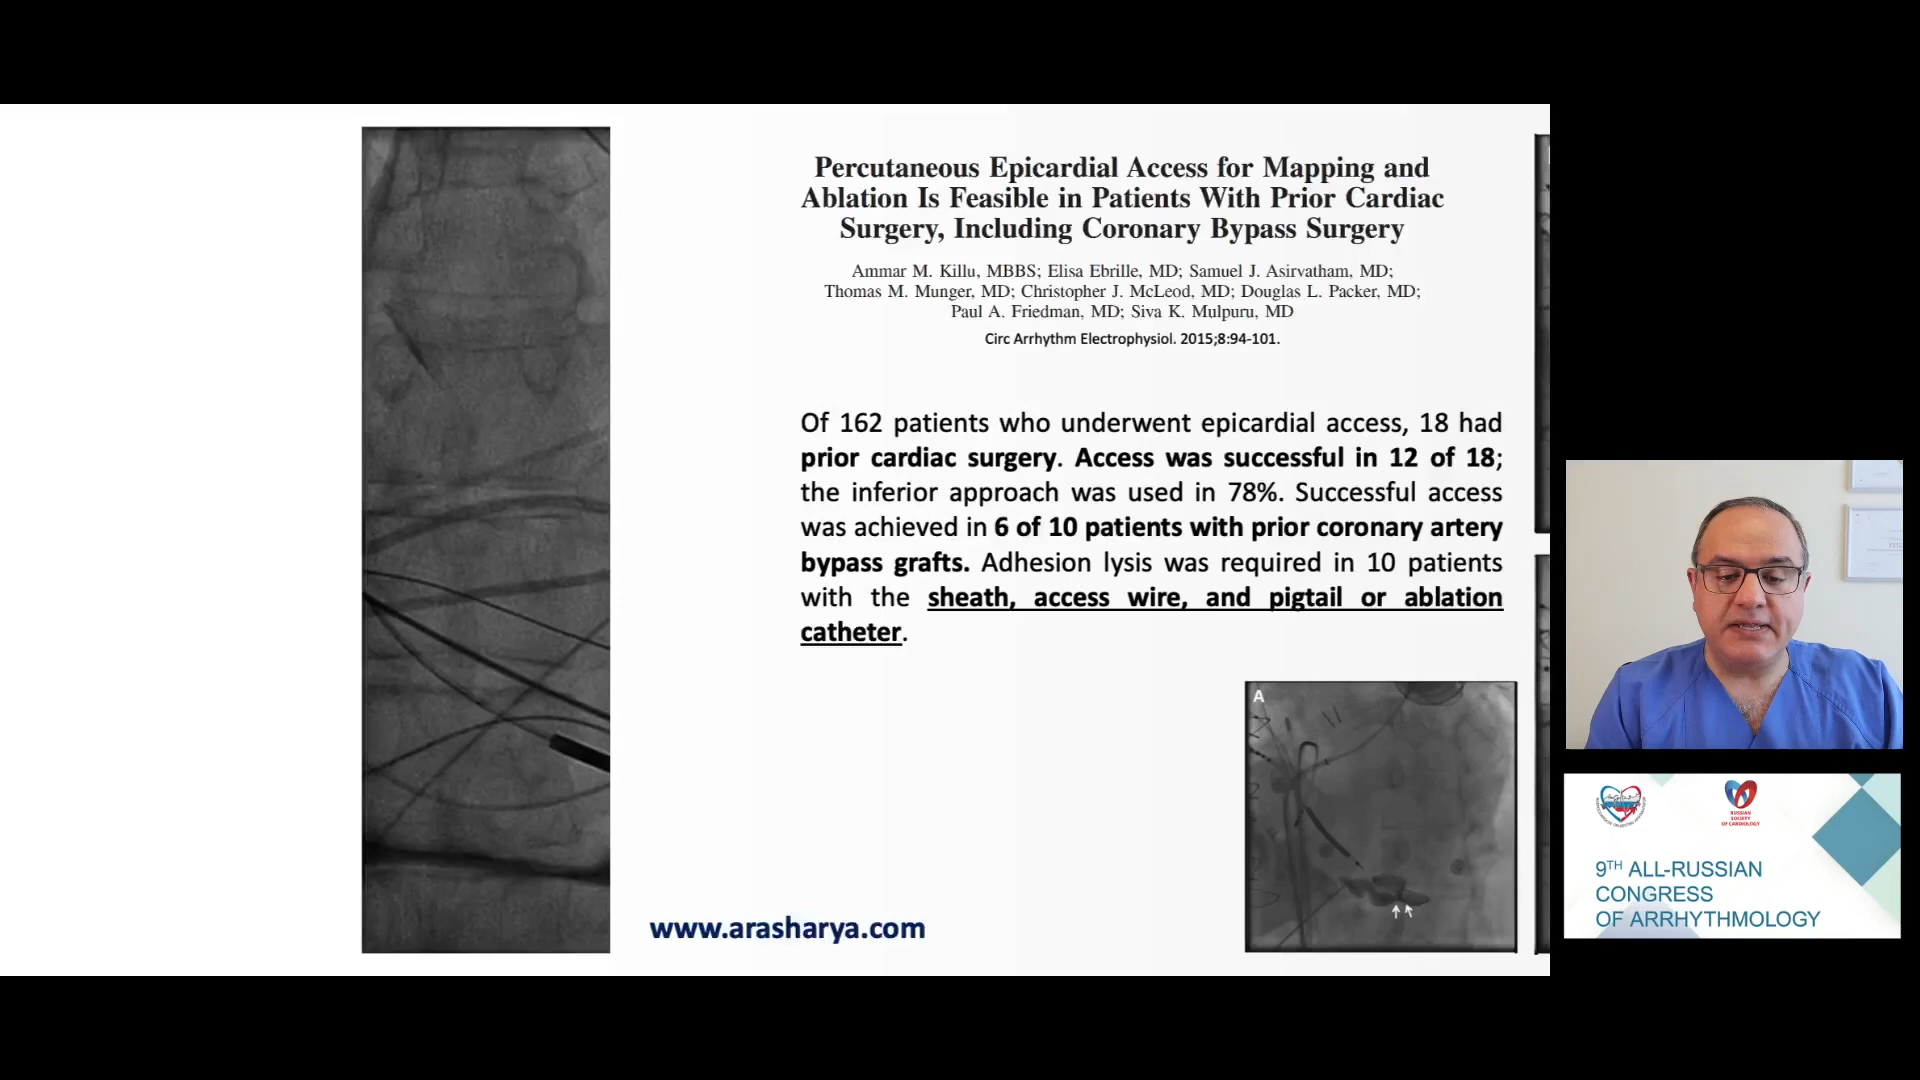 Percutaneous Epicardial Access for Mapping and
Ablation Is Feasible in Patients With Prior Cardiac
Surgery, Including Coronary Bypass Surgery
Ammar M. Killu, MBBS; Elisa Ebrille, MD; Samuel J. Asirvatham, MD;
Thomas M. Munger, MD; Christopher J. McLeod, MD; Douglas L. Packer, MD;
Paul A. Friedman, MD; Siva K. Mulpuru, MD
Circ Arrhythm Electrophysiol. 2015;8:94-101.
Of 162 patients who underwent epicardial access, 18 had
prior cardiac surgery. Access was successful in 12 of 18;
the inferior approach was used in 78%. Successful access
was achieved in 6 of 10 patients with prior coronary artery
bypass grafts. Adhesion lysis was required in 10 patients
with the sheath, access wire, and pigtail or ablation
catheter.
A
www.arasharya.com
RUSSIAN
SOCIETY
OF CARDIOLOGY
9TH ALL-RUSSIAN
CONGRESS
OF ARRHYTHMOLOGY